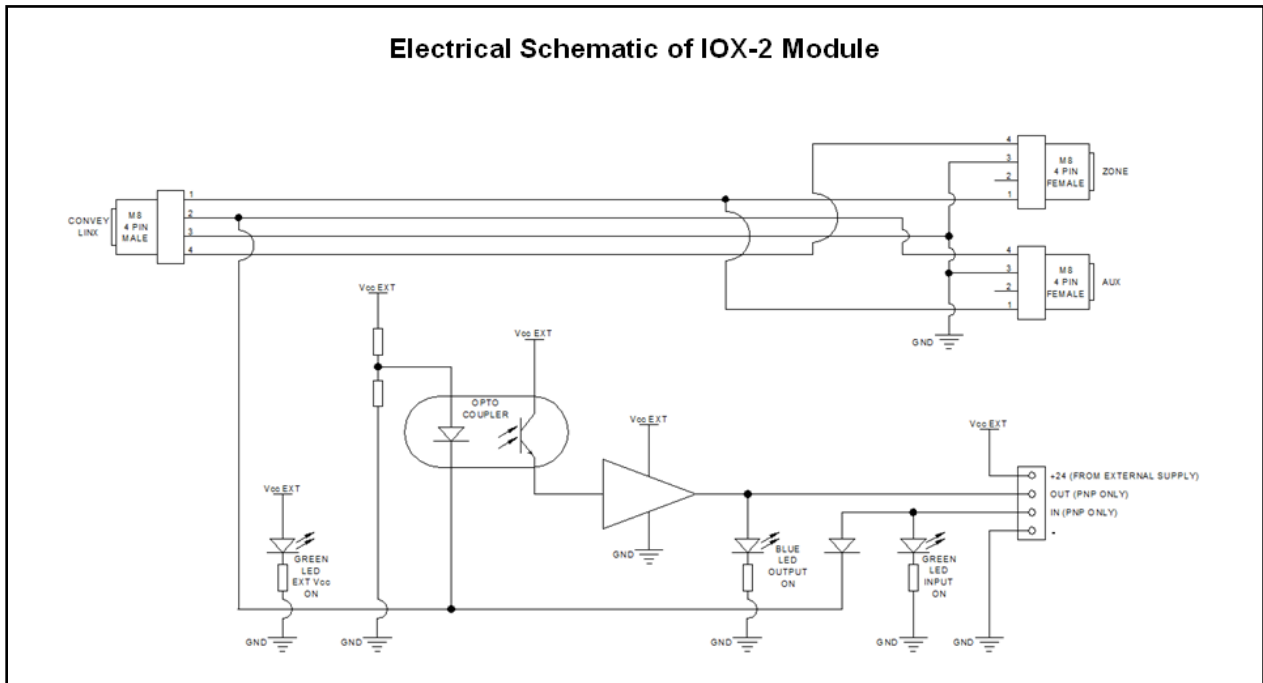 Electrical Schematic of IOX-2 Module
CONVEY
LINX
M8
4 PIN
MALE
1
2
3
4
4
3
2
1
M8
4 PIN
FEMALE
ZONE
4
3
2
1
M8
4 PIN
FEMALE
AUX
GND
Vcc EXT
Vcc EXT
OPTO
COUPLER
Vcc EXT
GND
Vcc EXT
GREEN
LED
EXT Vcc
ON
GND
GND
BLUE
LED
OUTPUT
ON
GND
GREEN
LED
INPUT
ON
GND
Vcc EXT
+24 (FROM EXTERNAL SUPPLY)
OUT (PNP ONLY)
IN (PNP ONLY)
-
GND